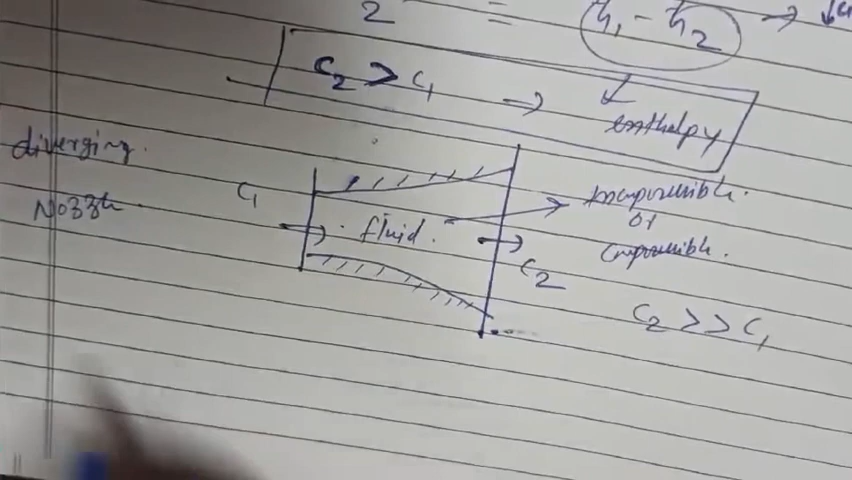 2 = h₁ - h₂ →
C₂ > C₁ → enthalpy
diverging.
Nozzle.
C₁ → fluid. → C₂
Incompressible.
or
Compressible.
C₂ >> C₁